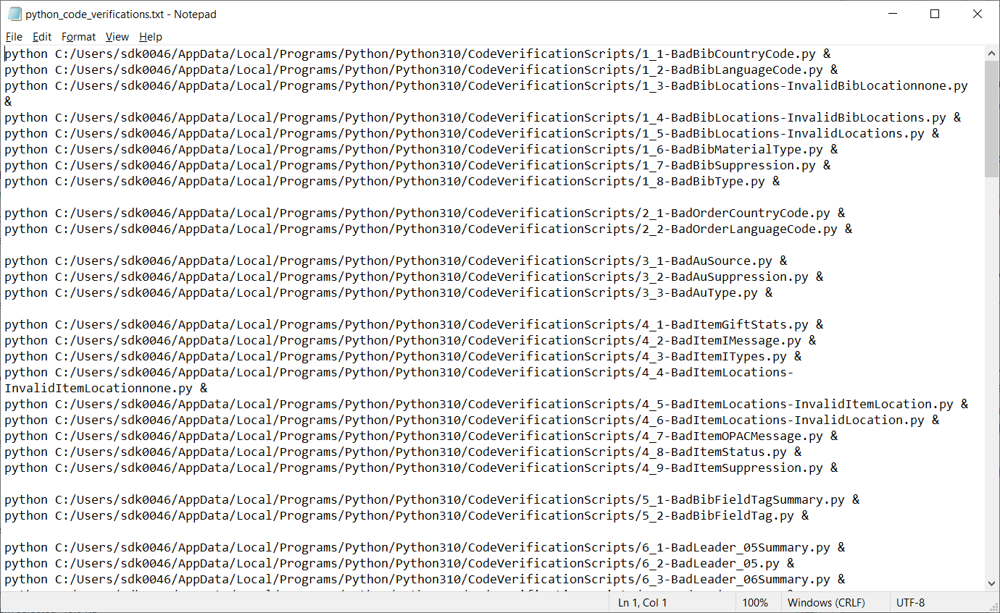 python_code_verifications.txt - Notepad
File Edit Format View Help
python C:/Users/sdk0046/AppData/Local/Programs/Python/Python310/CodeVerificationScripts/1_1-BadBibCountryCode.py &
python C:/Users/sdk0046/AppData/Local/Programs/Python/Python310/CodeVerificationScripts/1_2-BadBibLanguageCode.py &
python C:/Users/sdk0046/AppData/Local/Programs/Python/Python310/CodeVerificationScripts/1_3-BadBibLocations-InvalidBibLocationnone.py
&
python C:/Users/sdk0046/AppData/Local/Programs/Python/Python310/CodeVerificationScripts/1_4-BadBibLocations-InvalidBibLocations.py &
python C:/Users/sdk0046/AppData/Local/Programs/Python/Python310/CodeVerificationScripts/1_5-BadBibLocations-InvalidLocations.py &
python C:/Users/sdk0046/AppData/Local/Programs/Python/Python310/CodeVerificationScripts/1_6-BadBibMaterialType.py &
python C:/Users/sdk0046/AppData/Local/Programs/Python/Python310/CodeVerificationScripts/1_7-BadBibSuppression.py &
python C:/Users/sdk0046/AppData/Local/Programs/Python/Python310/CodeVerificationScripts/1_8-BadBibType.py &
python C:/Users/sdk0046/AppData/Local/Programs/Python/Python310/CodeVerificationScripts/2_1-BadOrderCountryCode.py &
python C:/Users/sdk0046/AppData/Local/Programs/Python/Python310/CodeVerificationScripts/2_2-BadOrderLanguageCode.py &
python C:/Users/sdk0046/AppData/Local/Programs/Python/Python310/CodeVerificationScripts/3_1-BadAuSource.py &
python C:/Users/sdk0046/AppData/Local/Programs/Python/Python310/CodeVerificationScripts/3_2-BadAuSuppression.py &
python C:/Users/sdk0046/AppData/Local/Programs/Python/Python310/CodeVerificationScripts/3_3-BadAuType.py &
python C:/Users/sdk0046/AppData/Local/Programs/Python/Python310/CodeVerificationScripts/4_1-BadItemGiftStats.py &
python C:/Users/sdk0046/AppData/Local/Programs/Python/Python310/CodeVerificationScripts/4_2-BadItemIMessage.py &
python C:/Users/sdk0046/AppData/Local/Programs/Python/Python310/CodeVerificationScripts/4_3-BadItemITypes.py &
python C:/Users/sdk0046/AppData/Local/Programs/Python/Python310/CodeVerificationScripts/4_4-BadItemLocations-
InvalidItemLocationnone.py &
python C:/Users/sdk0046/AppData/Local/Programs/Python/Python310/CodeVerificationScripts/4_5-BadItemLocations-InvalidItemLocation.py &
python C:/Users/sdk0046/AppData/Local/Programs/Python/Python310/CodeVerificationScripts/4_6-BadItemLocations-InvalidLocation.py &
python C:/Users/sdk0046/AppData/Local/Programs/Python/Python310/CodeVerificationScripts/4_7-BadItemOPACMessage.py &
python C:/Users/sdk0046/AppData/Local/Programs/Python/Python310/CodeVerificationScripts/4_8-BadItemStatus.py &
python C:/Users/sdk0046/AppData/Local/Programs/Python/Python310/CodeVerificationScripts/4_9-BadItemSuppression.py &
python C:/Users/sdk0046/AppData/Local/Programs/Python/Python310/CodeVerificationScripts/5_1-BadBibFieldTagSummary.py &
python C:/Users/sdk0046/AppData/Local/Programs/Python/Python310/CodeVerificationScripts/5_2-BadBibFieldTag.py &
python C:/Users/sdk0046/AppData/Local/Programs/Python/Python310/CodeVerificationScripts/6_1-BadLeader_05Summary.py &
python C:/Users/sdk0046/AppData/Local/Programs/Python/Python310/CodeVerificationScripts/6_2-BadLeader_05.py &
python C:/Users/sdk0046/AppData/Local/Programs/Python/Python310/CodeVerificationScripts/6_3-BadLeader_06Summary.py &
Ln 1, Col 1 100% Windows (CRLF) UTF-8